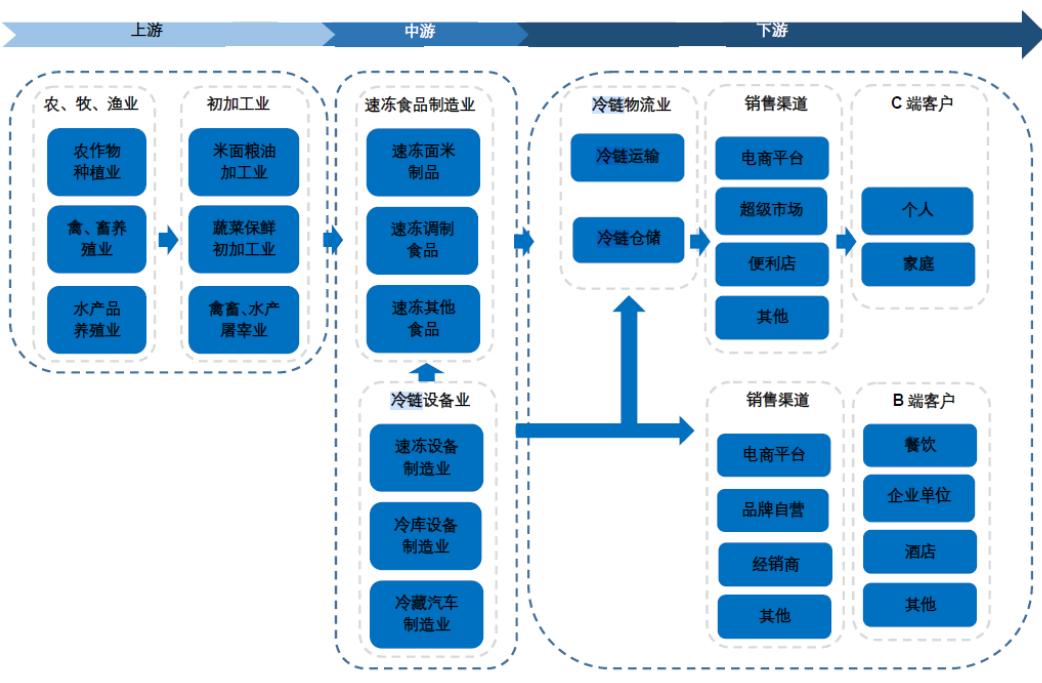 上游
中游
下游
农、牧、渔业
农作物
种植业
禽、畜养
殖业
水产品
养殖业
初加工业
米面粮油
加工业
蔬菜保鲜
初加工业
禽畜、水产
屠宰业
速冻食品制造业
速冻面米
制品
速冻调制
食品
速冻其他
食品
冷链设备业
速冻设备
制造业
冷库设备
制造业
冷藏汽车
制造业
冷链物流业
冷链运输
冷链仓储
销售渠道
电商平台
超级市场
便利店
其他
C 端客户
个人
家庭
销售渠道
电商平台
品牌自营
经销商
其他
B 端客户
餐饮
企业单位
酒店
其他